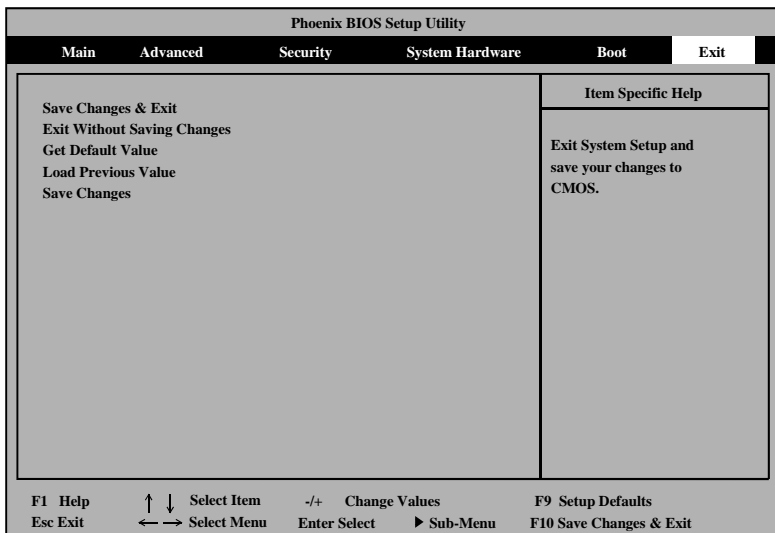 Phoenix BIOS Setup Utility
Main Advanced Security System Hardware Boot Exit
Save Changes & Exit
Exit Without Saving Changes
Get Default Value
Load Previous Value
Save Changes
Item Specific Help
Exit System Setup and
save your changes to
CMOS.
F1 Help ↑ ↓ Select Item -/+ Change Values F9 Setup Defaults
Esc Exit ← → Select Menu Enter Select ▶ Sub-Menu F10 Save Changes & Exit